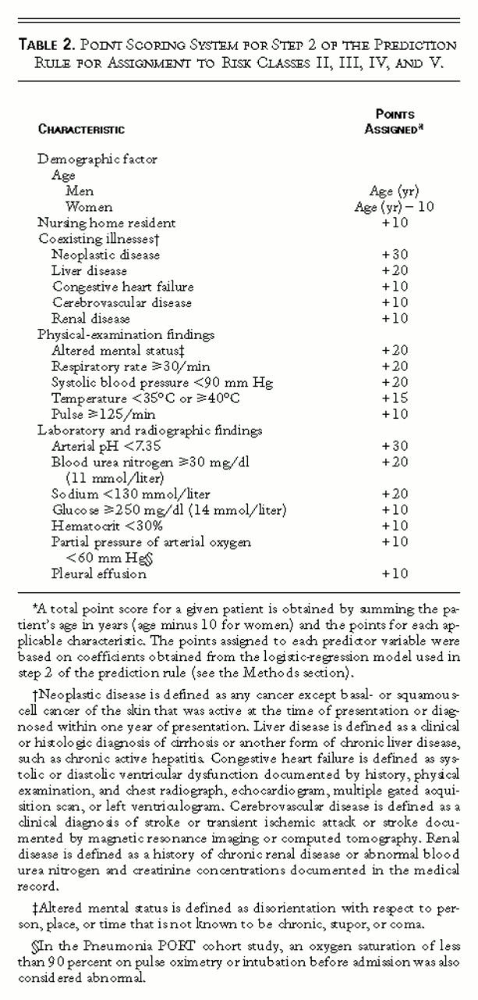 TABLE 2. POINT SCORING SYSTEM FOR STEP 2 OF THE PREDICTION
RULE FOR ASSIGNMENT TO RISK CLASSES II, III, IV, AND V.
CHARACTERISTIC
POINTS
ASSIGNED*
Demographic factor
Age
Men Age (yr)
Women Age (yr) − 10
Nursing home resident +10
Coexisting illnesses†
Neoplastic disease +30
Liver disease +20
Congestive heart failure +10
Cerebrovascular disease +10
Renal disease +10
Physical-examination findings
Altered mental status‡ +20
Respiratory rate ≥30/min +20
Systolic blood pressure <90 mm Hg +20
Temperature <35°C or ≥40°C +15
Pulse ≥125/min +10
Laboratory and radiographic findings
Arterial pH <7.35 +30
Blood urea nitrogen ≥30 mg/dl +20
(11 mmol/liter)
Sodium <130 mmol/liter +20
Glucose ≥250 mg/dl (14 mmol/liter) +10
Hematocrit <30% +10
Partial pressure of arterial oxygen +10
<60 mm Hg§
Pleural effusion +10
*A total point score for a given patient is obtained by summing the pa-
tient's age in years (age minus 10 for women) and the points for each ap-
plicable characteristic. The points assigned to each predictor variable were
based on coefficients obtained from the logistic-regression model used in
step 2 of the prediction rule (see the Methods section).
†Neoplastic disease is defined as any cancer except basal- or squamous-
cell cancer of the skin that was active at the time of presentation or diag-
nosed within one year of presentation. Liver disease is defined as a clinical
or histologic diagnosis of cirrhosis or another form of chronic liver disease,
such as chronic active hepatitis. Congestive heart failure is defined as sys-
tolic or diastolic ventricular dysfunction documented by history, physical
examination, and chest radiograph, echocardiogram, multiple gated acqui-
sition scan, or left ventriculogram. Cerebrovascular disease is defined as a
clinical diagnosis of stroke or transient ischemic attack or stroke docu-
mented by magnetic resonance imaging or computed tomography. Renal
disease is defined as a history of chronic renal disease or abnormal blood
urea nitrogen and creatinine concentrations documented in the medical
record.
‡Altered mental status is defined as disorientation with respect to per-
son, place, or time that is not known to be chronic, stupor, or coma.
§In the Pneumonia PORT cohort study, an oxygen saturation of less
than 90 percent on pulse oximetry or intubation before admission was also
considered abnormal.